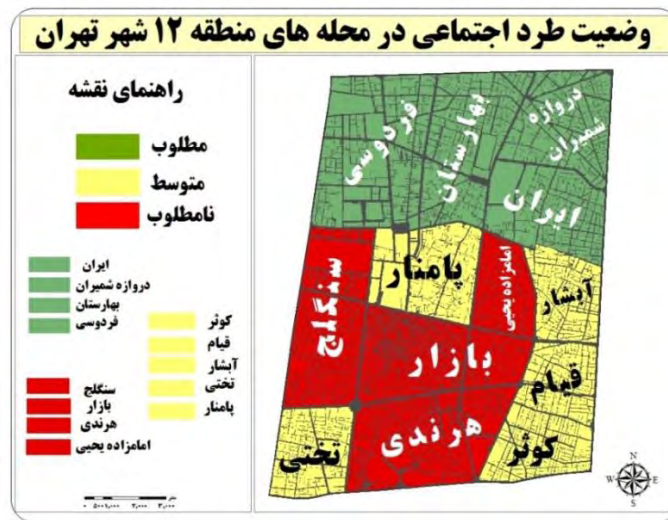 وضعیت طرد اجتماعی در محله های منطقه ۱۲ شهر تهران
راهنمای نقشه
مطلوب
متوسط
نامطلوب
ایران
دروازه شمیران
بهارستان
فردوسی
کوثر
قیام
آبشار
تختی
پامنار
سنگلج
بازار
هرندی
امامزاده یحیی
دروازه
شمیران
بهارستان
فردوسی
ایران
سنگلج
پامنار
امامزاده یحیی
آبشار
بازار
قیام
هرندی
کوثر
تختی
N
W E
S